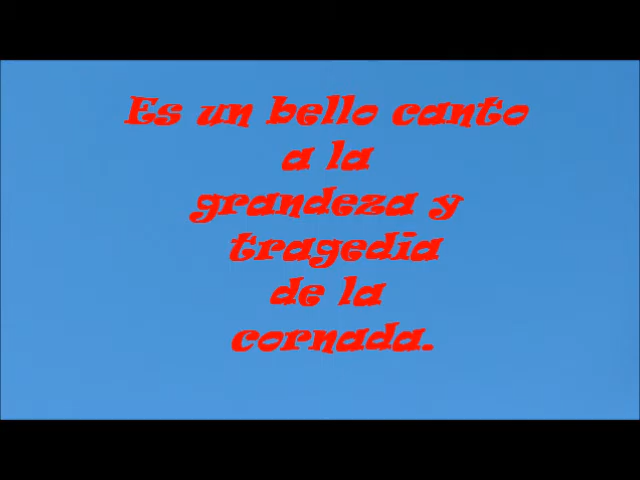 Es un bello canto
a la
grandeza y
tragedia
de la
cornada.